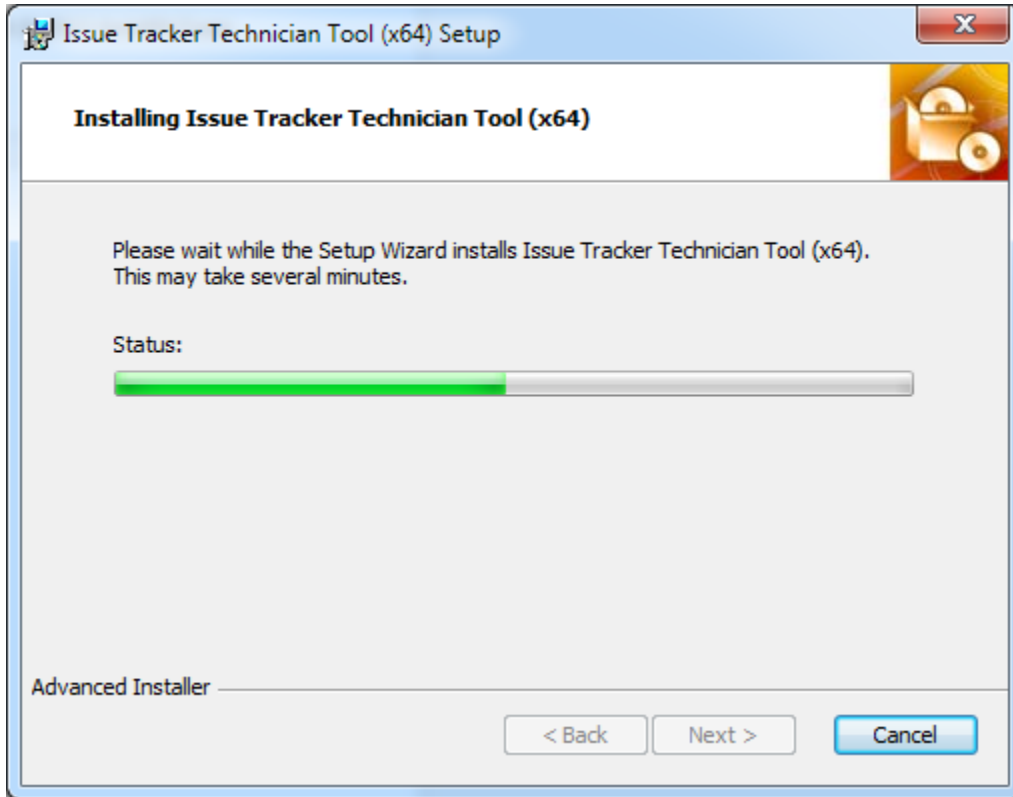 Issue Tracker Technician Tool (x64) Setup
Installing Issue Tracker Technician Tool (x64)
Please wait while the Setup Wizard installs Issue Tracker Technician Tool (x64).
This may take several minutes.
Status:
Advanced Installer
< Back Next > Cancel